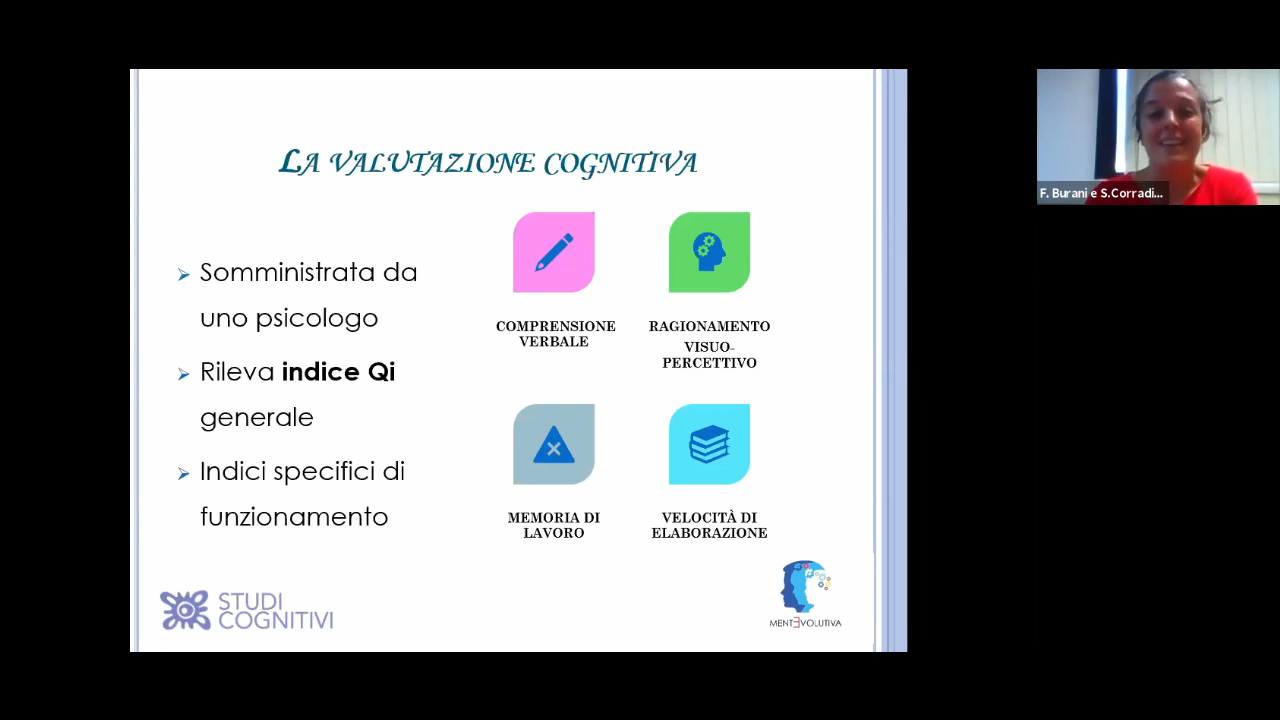 LA VALUTAZIONE COGNITIVA
Somministrata da
uno psicologo
Rileva indice Qi
generale
Indici specifici di
funzionamento
COMPRENSIONE
VERBALE
RAGIONAMENTO
VISUO-
PERCETTIVO
MEMORIA DI
LAVORO
VELOCITÀ DI
ELABORAZIONE
STUDI
COGNITIVI
MENTƎVOLUTIVA
F. Burani e S.Corradi...